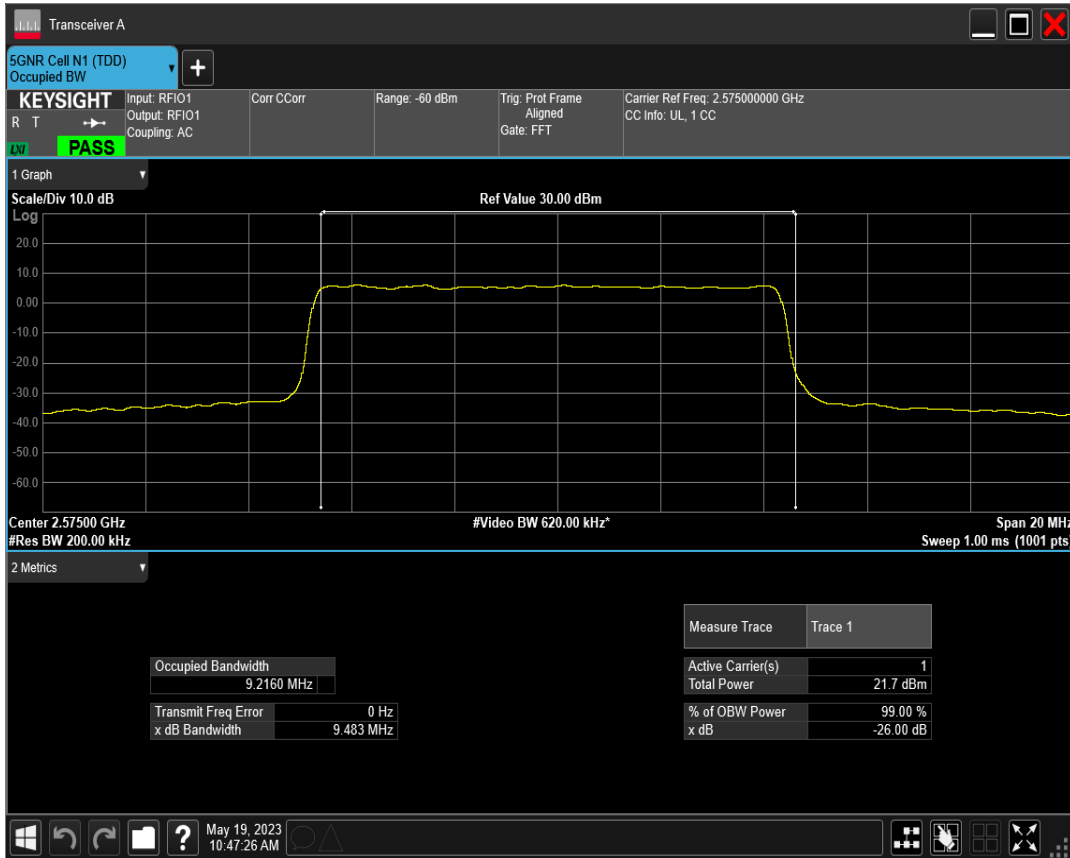 Transceiver A
5GNR Cell N1 (TDD)
Occupied BW
+
KEYSIGHT
R T
LXI
PASS
Input: RFIO1
Output: RFIO1
Coupling: AC
Corr CCorr
Range: -60 dBm
Trig: Prot Frame
Aligned
Gate: FFT
Carrier Ref Freq: 2.575000000 GHz
CC Info: UL, 1 CC
1 Graph
Scale/Div 10.0 dB
Ref Value 30.00 dBm
Log
20.0
10.0
0.00
-10.0
-20.0
-30.0
-40.0
-50.0
-60.0
Center 2.57500 GHz
#Video BW 620.00 kHz*
Span 20 MHz
#Res BW 200.00 kHz
Sweep 1.00 ms (1001 pts)
2 Metrics
Measure Trace Trace 1
Occupied Bandwidth
9.2160 MHz
Active Carrier(s) 1
Total Power 21.7 dBm
Transmit Freq Error 0 Hz
x dB Bandwidth 9.483 MHz
% of OBW Power 99.00 %
x dB -26.00 dB
?
May 19, 2023
10:47:26 AM